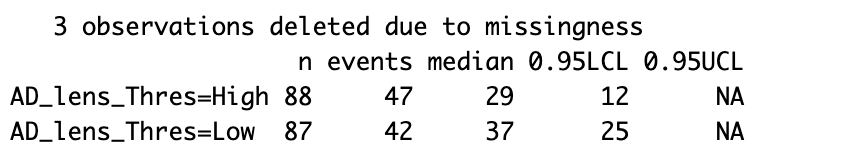 3 observations deleted due to missingness
n events median 0.95LCL 0.95UCL
AD_lens_Thres=High 88 47 29 12 NA
AD_lens_Thres=Low 87 42 37 25 NA